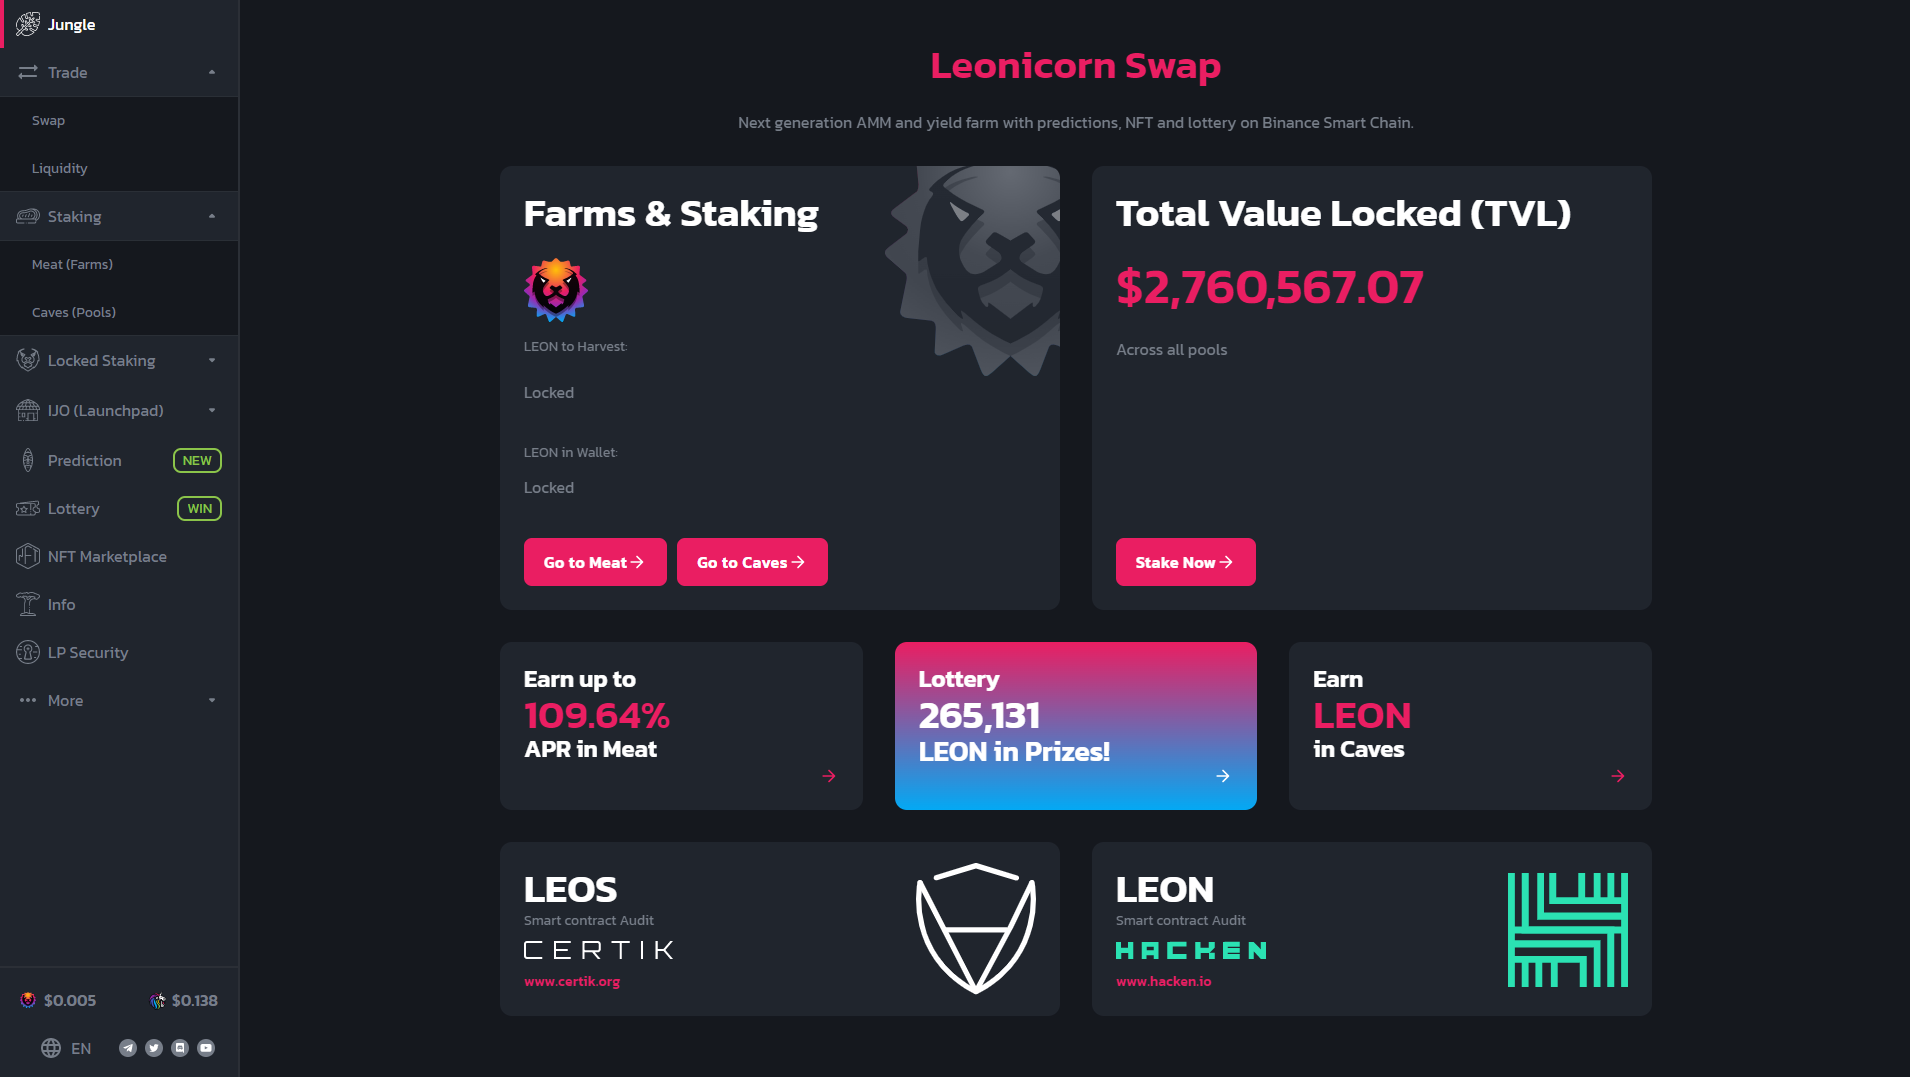 Jungle
Trade
Swap
Liquidity
Staking
Meat (Farms)
Caves (Pools)
Locked Staking
IJO (Launchpad)
Prediction NEW
Lottery WIN
NFT Marketplace
Info
LP Security
More
$0.005 $0.138
EN
Leonicorn Swap
Next generation AMM and yield farm with predictions, NFT and lottery on Binance Smart Chain.
Farms & Staking
LEON to Harvest:
Locked
LEON in Wallet:
Locked
Go to Meat Go to Caves
Total Value Locked (TVL)
$2,760,567.07
Across all pools
Stake Now
Earn up to
109.64%
APR in Meat
Lottery
265,131
LEON in Prizes!
Earn
LEON
in Caves
LEOS
Smart contract Audit
CERTIK
www.certik.org
LEON
Smart contract Audit
HACKEN
www.hacken.io